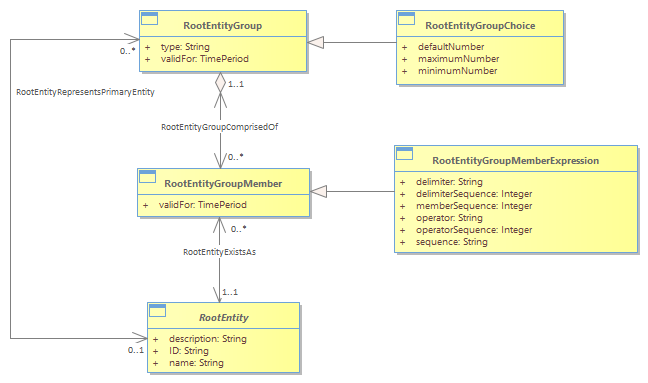 RootEntityGroup
+ type: String
+ validFor: TimePeriod
RootEntityGroupChoice
+ defaultNumber
+ maximumNumber
+ minimumNumber
0..*
1..1
RootEntityRepresentsPrimaryEntity
RootEntityGroupComprisedOf
0..*
RootEntityGroupMember
+ validFor: TimePeriod
RootEntityGroupMemberExpression
+ delimiter: String
+ delimiterSequence: Integer
+ memberSequence: Integer
+ operator: String
+ operatorSequence: Integer
+ sequence: String
0..*
RootEntityExistsAs
1..1
RootEntity
+ description: String
+ ID: String
+ name: String
0..1